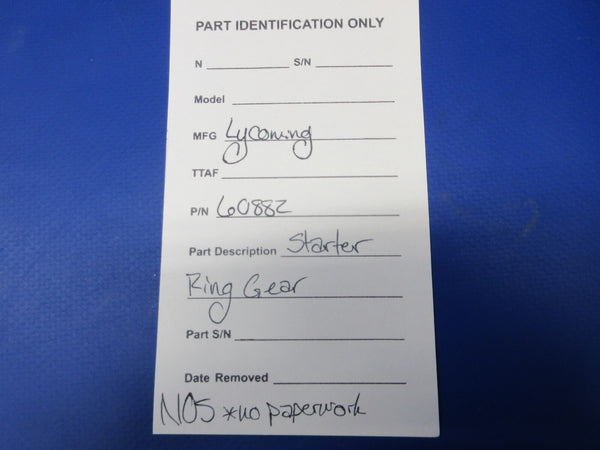 PART IDENTIFICATION ONLY
N S/N
Model
MFG Lycoming
TTAF
P/N 60882
Part Description Starter
Ring Gear
Part S/N
Date Removed
NOS *no paperwork